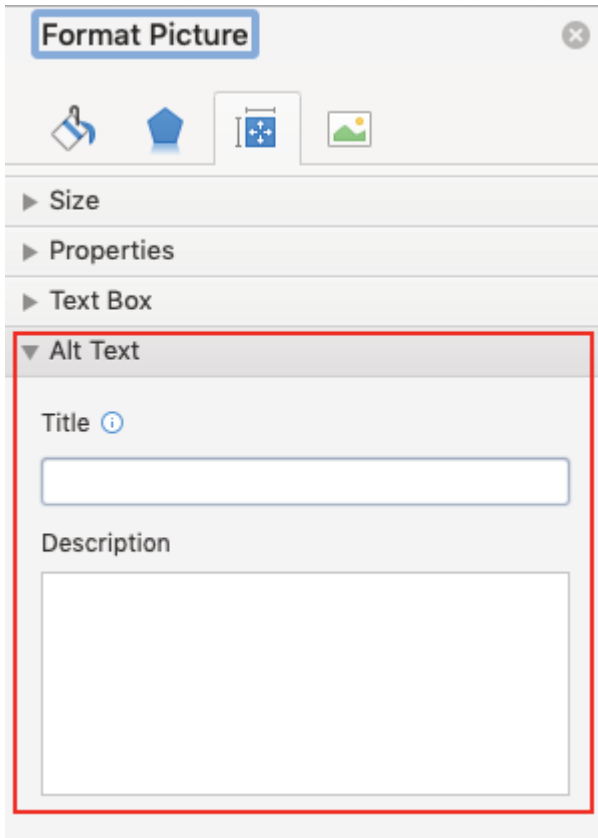 Format Picture
Size
Properties
Text Box
Alt Text
Title
Description